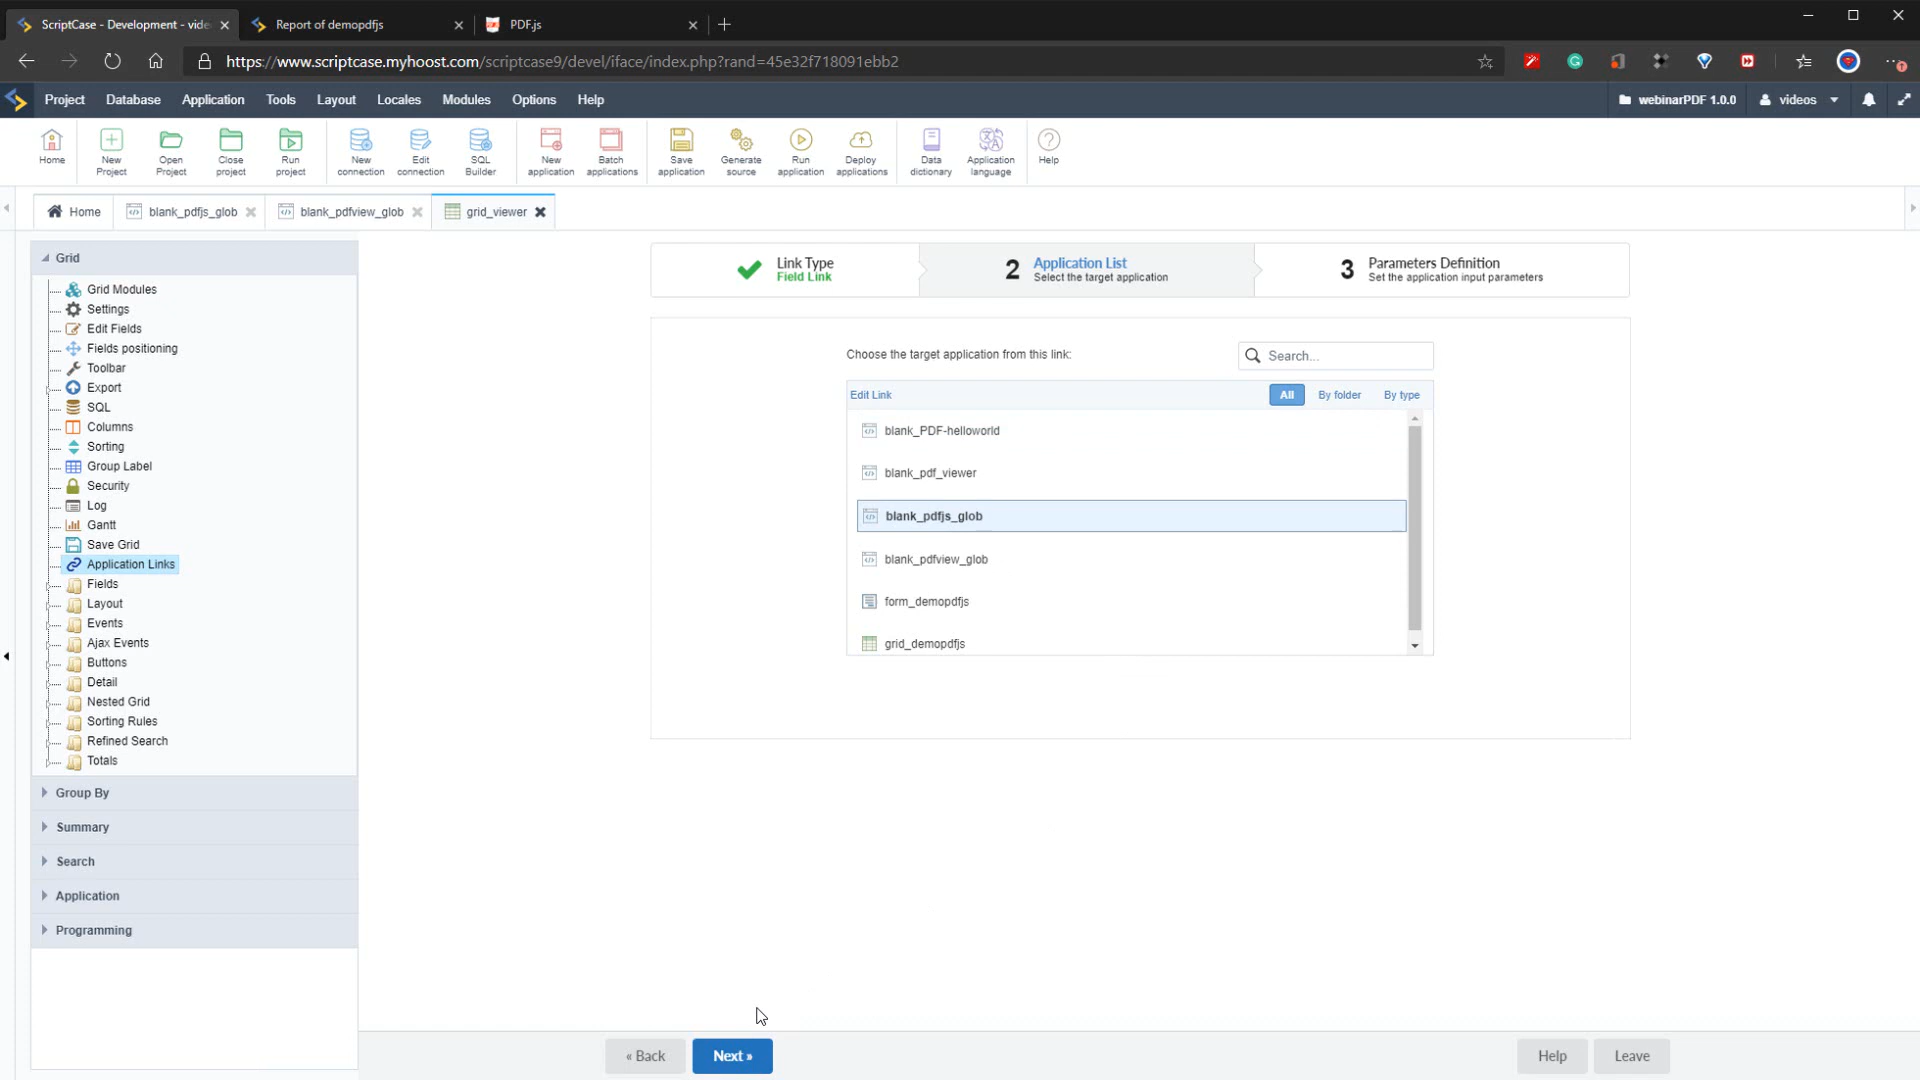 ScriptCase - Development - vide
Report of demopdfjs
PDF.js
https://www.scriptcase.myhoost.com/scriptcase9/devel/iface/index.php?rand=45e32f718091ebb2
Project Database Application Tools Layout Locales Modules Options Help
webinarPDF 1.0.0 videos
Home
New Project
Open Project
Close project
Run project
New connection
Edit connection
SQL Builder
New application
Batch applications
Save application
Generate source
Run application
Deploy applications
Data dictionary
Application language
Help
Home blank_pdfjs_glob blank_pdfview_glob grid_viewer
Grid
Grid Modules
Settings
Edit Fields
Fields positioning
Toolbar
Export
SQL
Columns
Sorting
Group Label
Security
Log
Gantt
Save Grid
Application Links
Fields
Layout
Events
Ajax Events
Buttons
Detail
Nested Grid
Sorting Rules
Refined Search
Totals
Group By
Summary
Search
Application
Programming
Link Type
Field Link
2 Application List
Select the target application
3 Parameters Definition
Set the application input parameters
Choose the target application from this link:
Search...
Edit Link
All By folder By type
blank_PDF-helloworld
blank_pdf_viewer
blank_pdfjs_glob
blank_pdfview_glob
form_demopdfjs
grid_demopdfjs
« Back Next » Help Leave